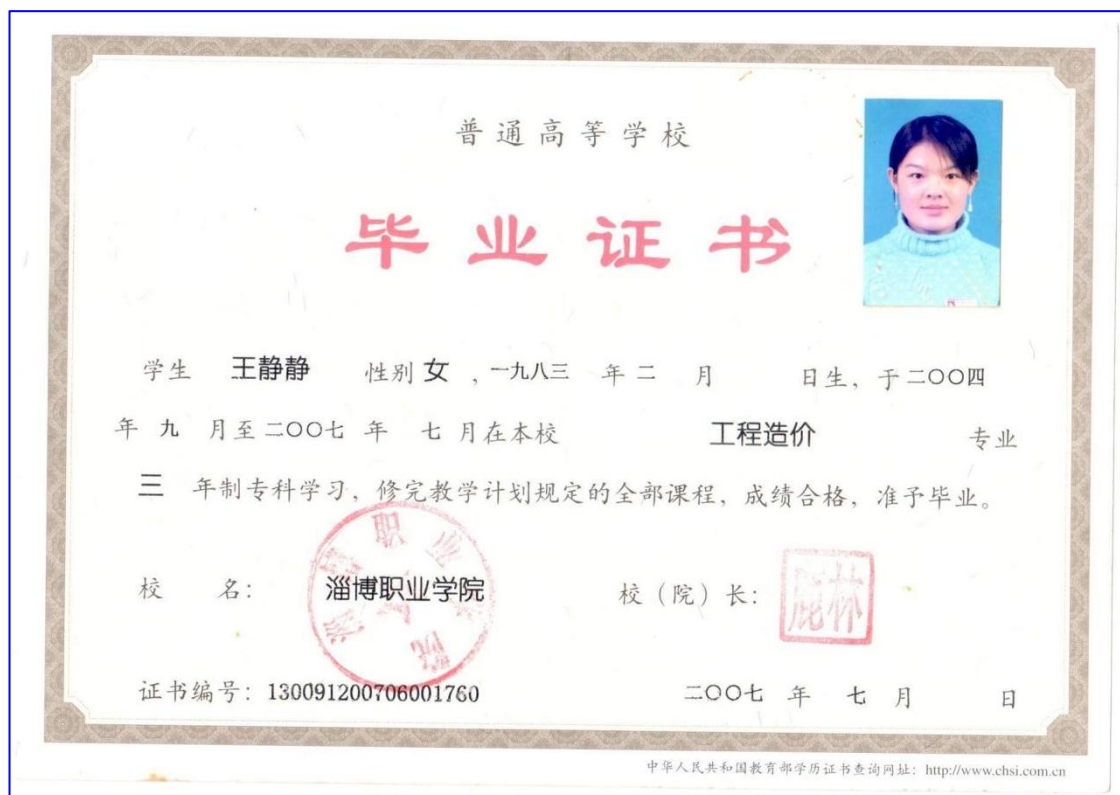 普通高等学校
毕业证书
学生 王静静 性别 女 , 一九八三 年 二 月 日生, 于 二〇〇四
年 九 月至 二〇〇七 年 七 月在本校 工程造价 专业
三 年制专科学习, 修完教学计划规定的全部课程, 成绩合格, 准予毕业。
校 名: 淄博职业学院 校 (院) 长:
淄博职业学院
证书编号: 130091200706001760 二〇〇七 年 七 月 日
中华人民共和国教育部学历证书查询网址: http://www.chsi.com.cn